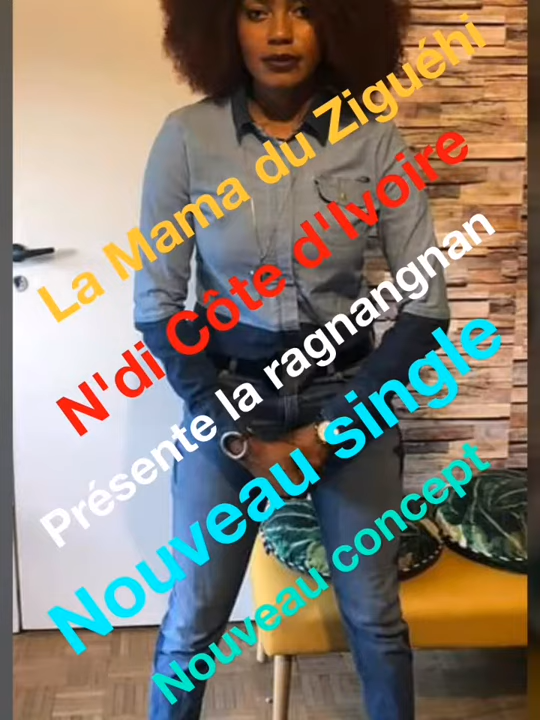 La Mama du Ziguéhi
N'di Côte d'Ivoire
Présente la ragnangnan
Nouveau single
Nouveau concept